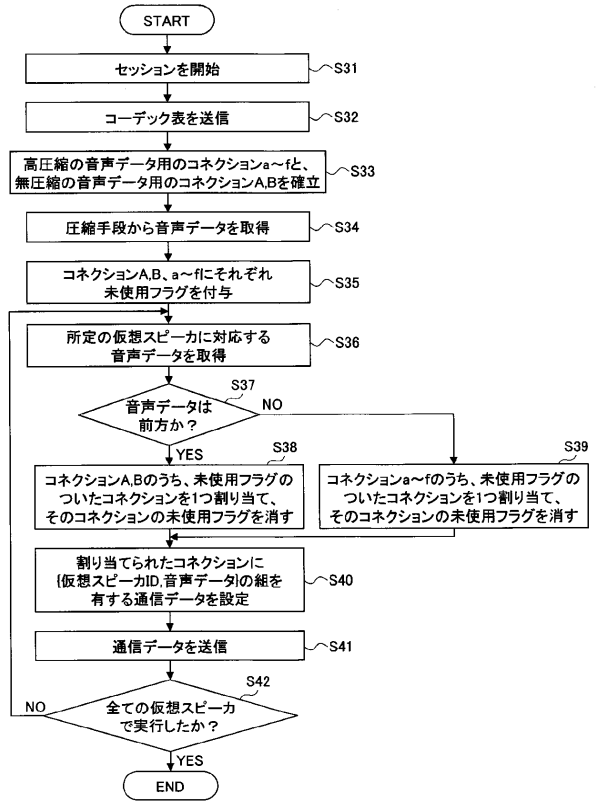 START
セッションを開始
S31
コーデック表を送信
S32
高圧縮の音声データ用のコネクションa～fと、
無圧縮の音声データ用のコネクションA,Bを確立
S33
圧縮手段から音声データを取得
S34
コネクションA,B、a～fにそれぞれ
未使用フラグを付与
S35
所定の仮想スピーカに対応する
音声データを取得
S36
S37
音声データは
前方か？
NO
YES
S38
コネクションA,Bのうち、未使用フラグの
ついたコネクションを1つ割り当て、
そのコネクションの未使用フラグを消す
S39
コネクションa～fのうち、未使用フラグの
ついたコネクションを1つ割り当て、
そのコネクションの未使用フラグを消す
割り当てられたコネクションに
{仮想スピーカID,音声データ}の組を
有する通信データを設定
S40
通信データを送信
S41
S42
全ての仮想スピーカ
で実行したか？
NO
YES
END